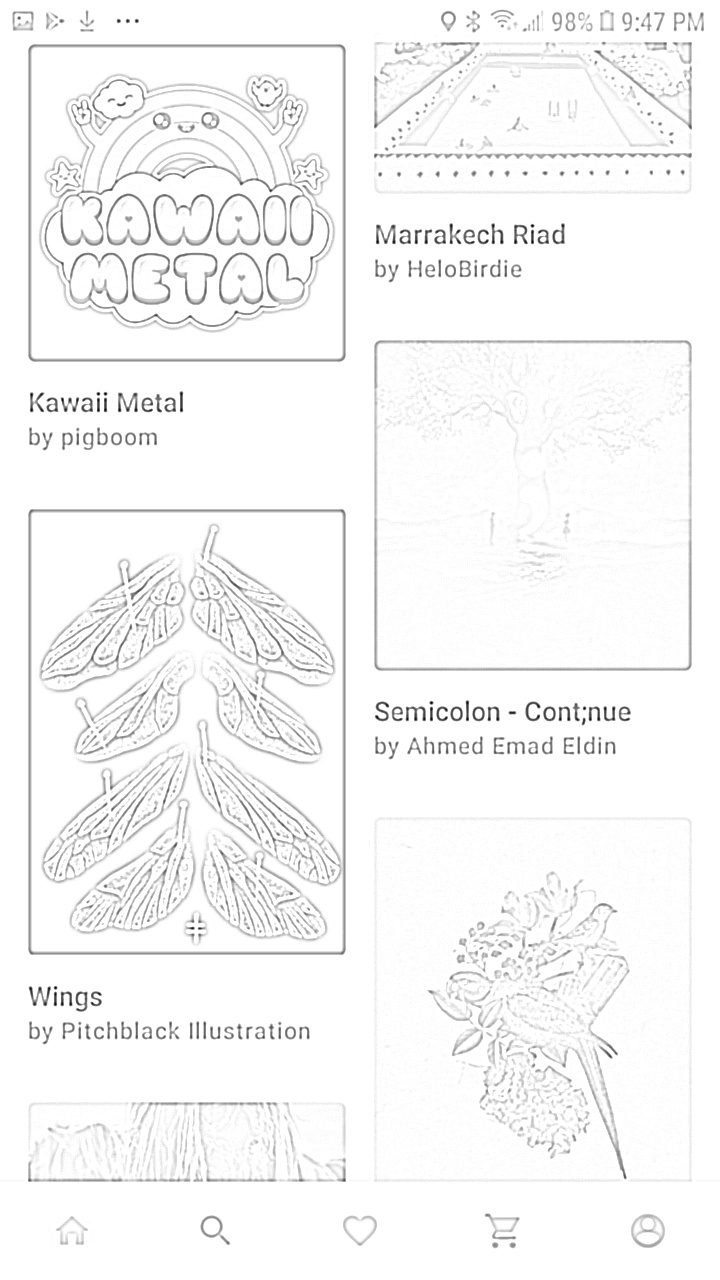 98% 9:47 PM
KAWAII
METAL
Kawaii Metal
by pigboom
Marrakech Riad
by HeloBirdie
Semicolon - Cont;nue
by Ahmed Emad Eldin
Wings
by Pitchblack Illustration